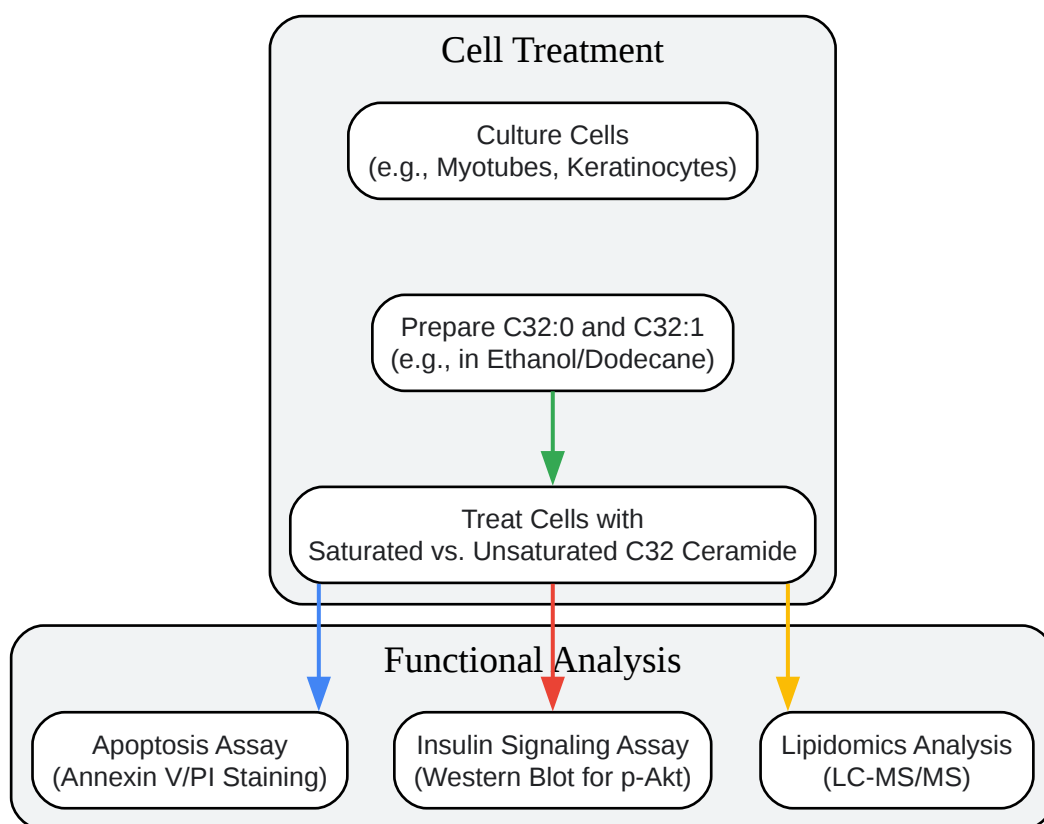 Cell Treatment
Culture Cells
(e.g., Myotubes, Keratinocytes)
Prepare C32:0 and C32:1
(e.g., in Ethanol/Dodecane)
Treat Cells with
Saturated vs. Unsaturated C32 Ceramide
Functional Analysis
Apoptosis Assay
(Annexin V/PI Staining)
Insulin Signaling Assay
(Western Blot for p-Akt)
Lipidomics Analysis
(LC-MS/MS)